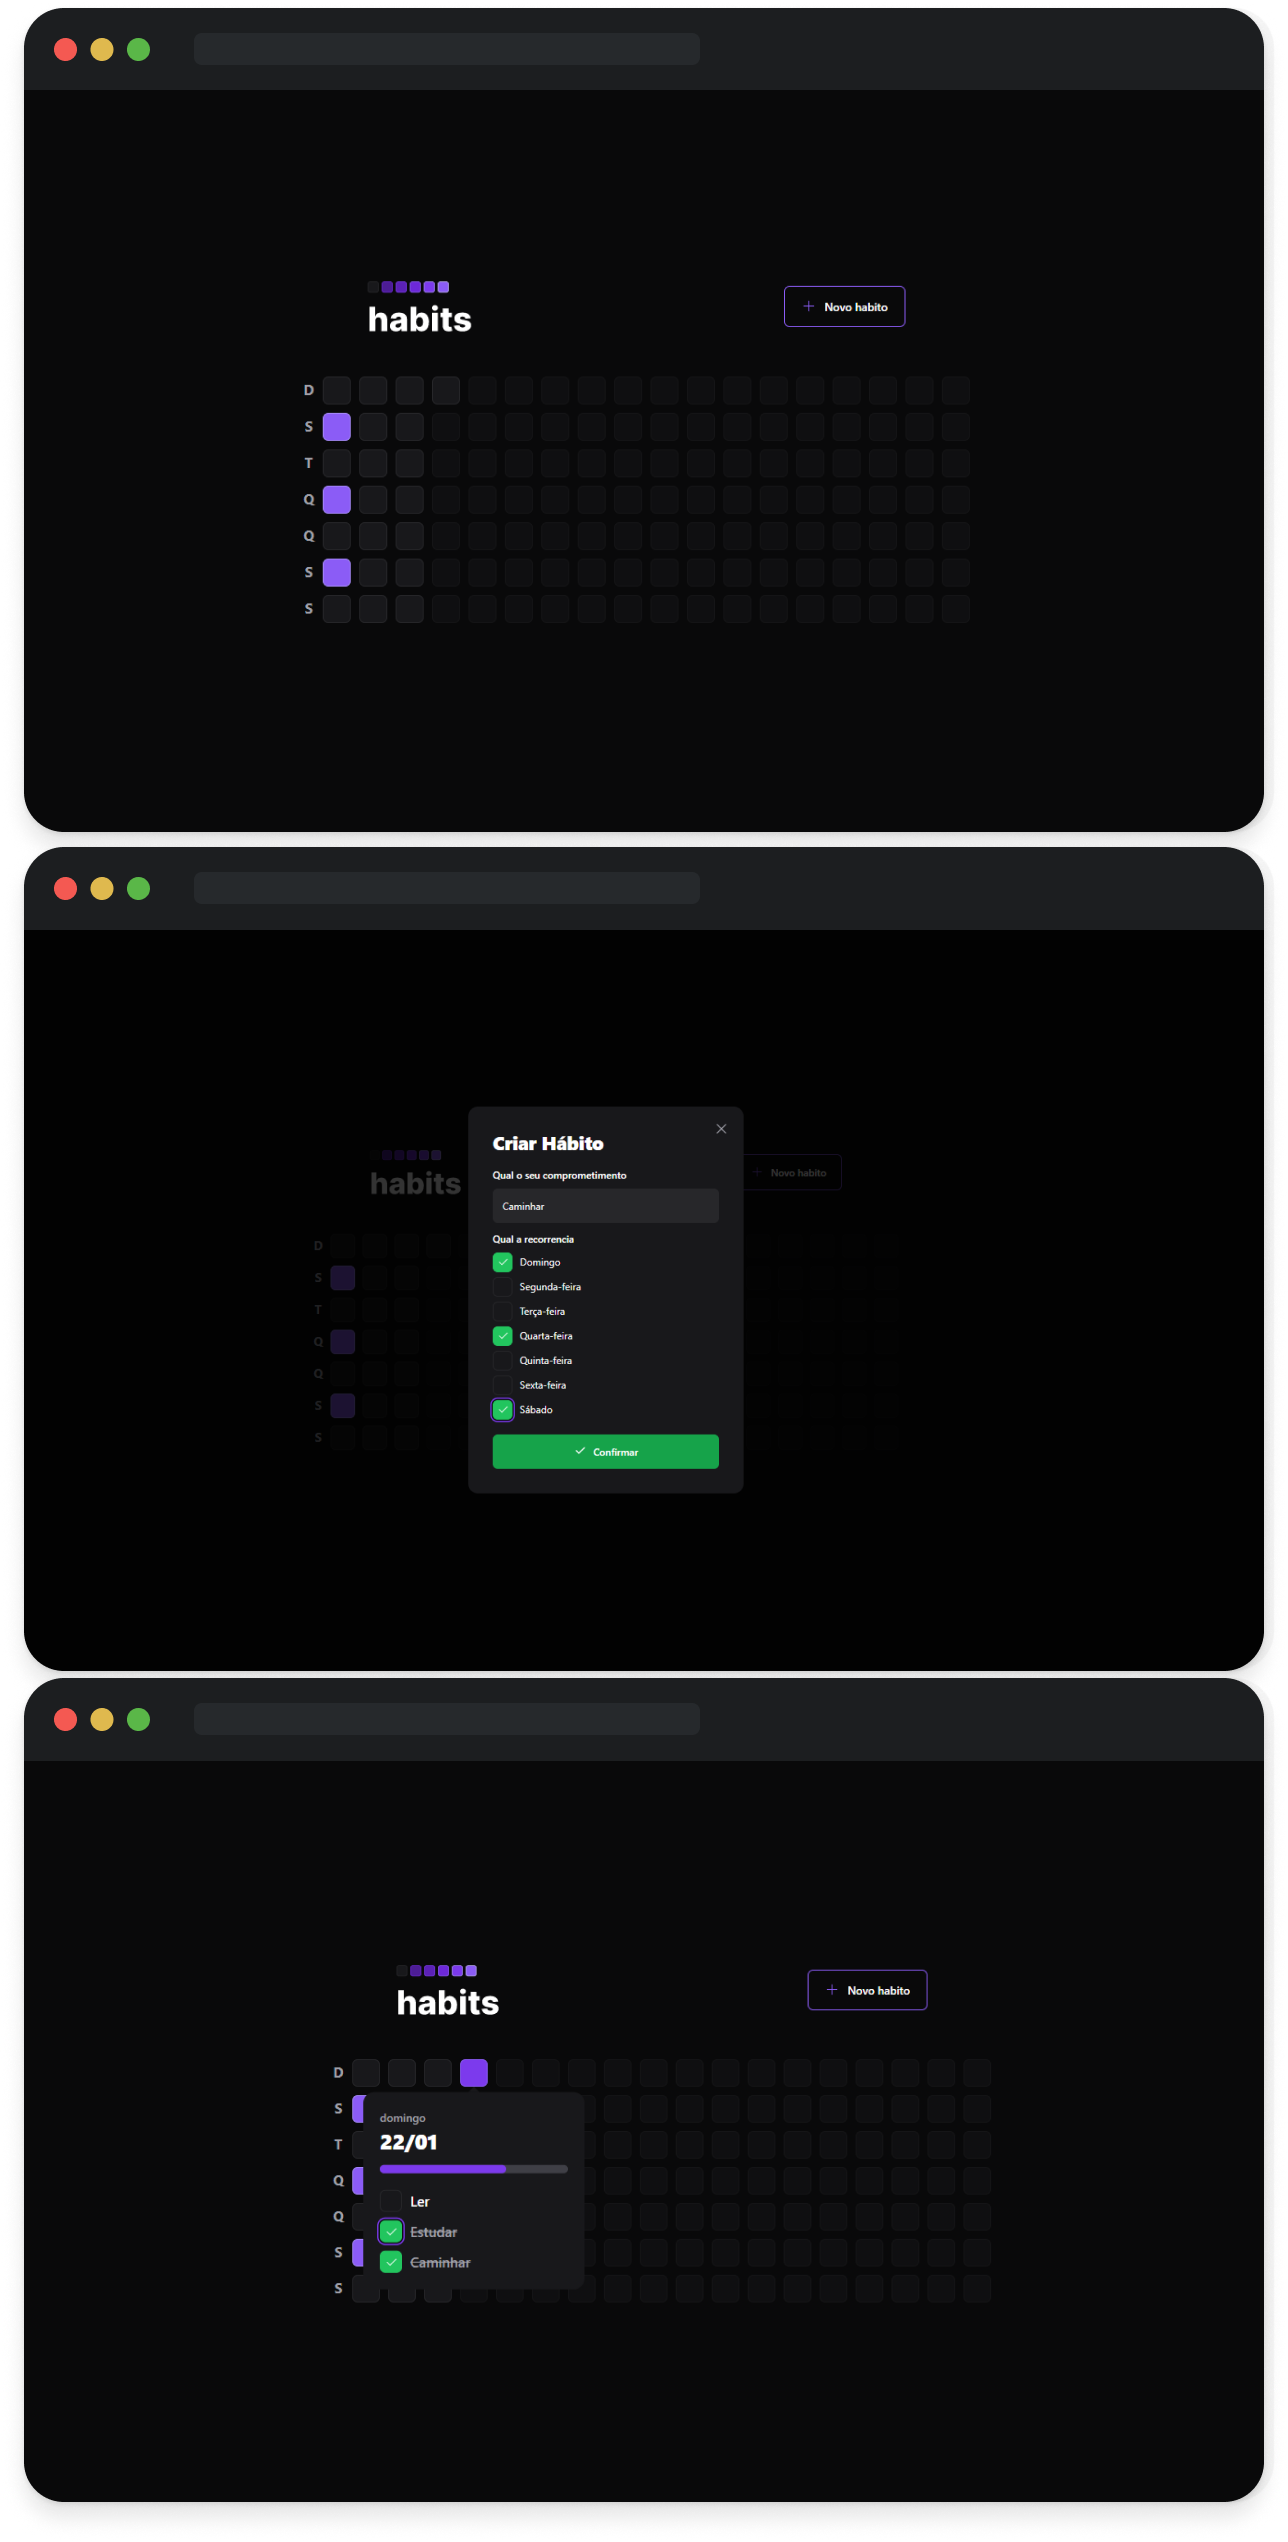 habits
Novo habito
D
S
T
Q
Q
S
S
Criar Hábito
Qual o seu comprometimento
habits
Novo habito
Caminhar
Qual a recorrencia
D
Domingo
S
Segunda-feira
T
Terça-feira
Q
Quarta-feira
Q
Quinta-feira
S
Sexta-feira
S
Sábado
Confirmar
habits
Novo habito
D
S
domingo
22/01
T
Q
Ler
Q
Estudar
S
Caminhar
S